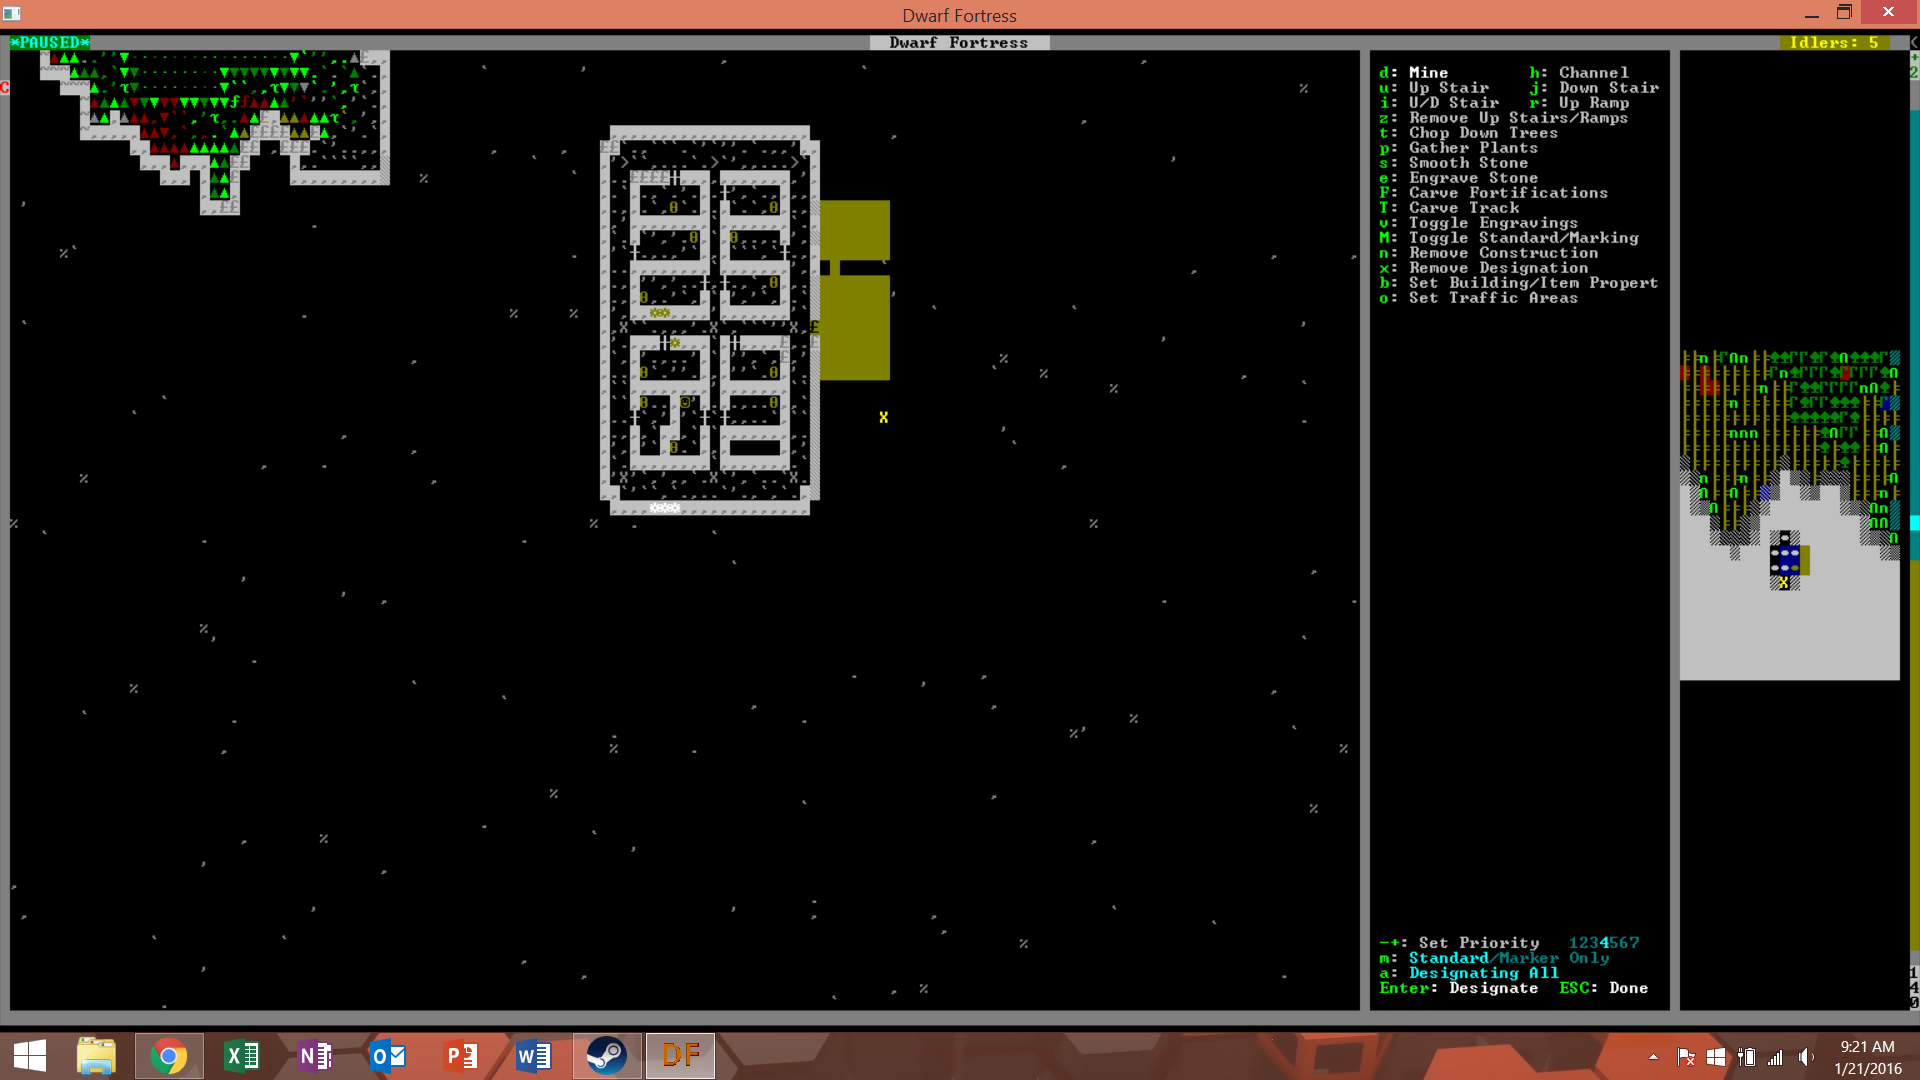 Dwarf Fortress
*PAUSED*
Dwarf Fortress
Idlers: 5
d: Mine h: Channel
u: Up Stair j: Down Stair
i: U/D Stair r: Up Ramp
z: Remove Up Stairs/Ramps
t: Chop Down Trees
p: Gather Plants
s: Smooth Stone
e: Engrave Stone
F: Carve Fortifications
T: Carve Track
v: Toggle Engravings
M: Toggle Standard/Marking
n: Remove Construction
x: Remove Designation
b: Set Building/Item Propert
o: Set Traffic Areas
-+: Set Priority 1234567
m: Standard/Marker Only
a: Designating All
Enter: Designate ESC: Done
DF
9:21 AM
1/21/2016